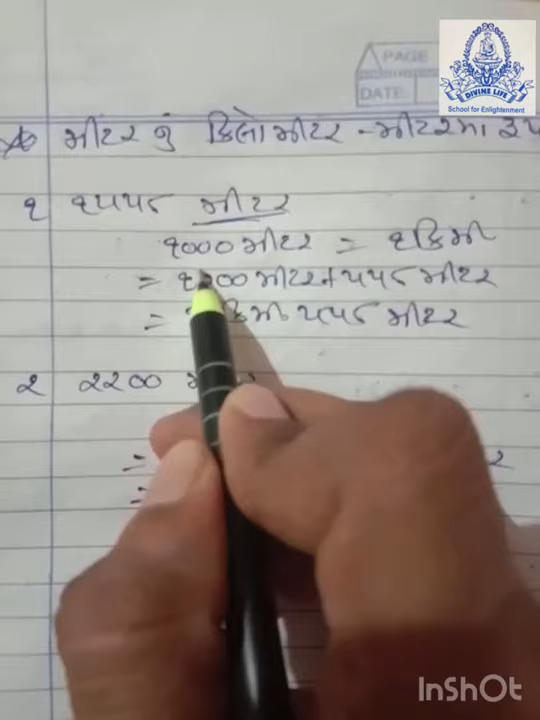 PAGE
DATE:
DIVINE LIFE
School for Enlightenment
મીટર નું કિલોમીટર - મીટરમાં રૂપ
૧ ૧૫૫૮ મીટર
૧૦૦૦ મીટર = ૧ કિમી
= ૧૦૦૦ મીટર + ૫૫૮ મીટર
= કિમી ૫૫૮ મીટર
૨ ૨૨૦૦
=
=
InShOt